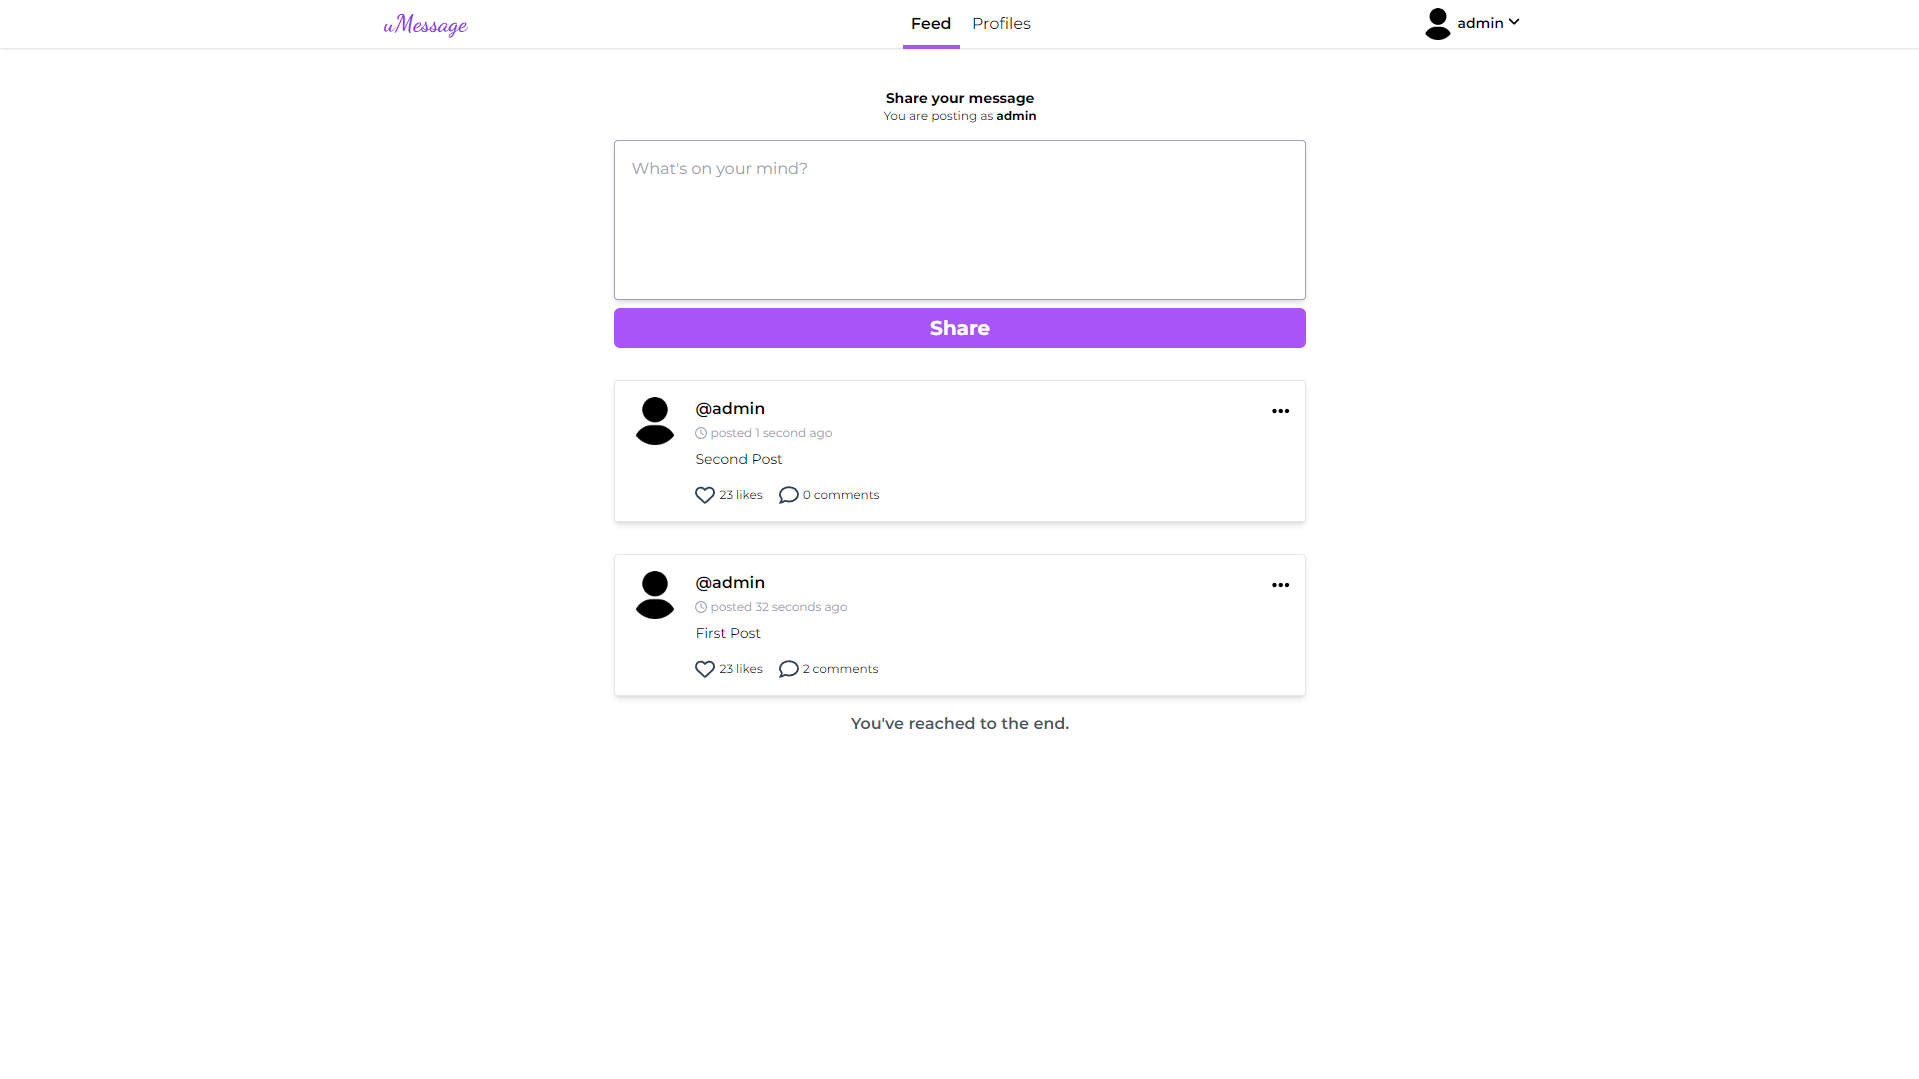 uMessage
Feed
Profiles
admin
Share your message
You are posting as admin
What's on your mind?
Share
@admin
posted 1 second ago
Second Post
23 likes
0 comments
@admin
posted 32 seconds ago
First Post
23 likes
2 comments
You've reached to the end.